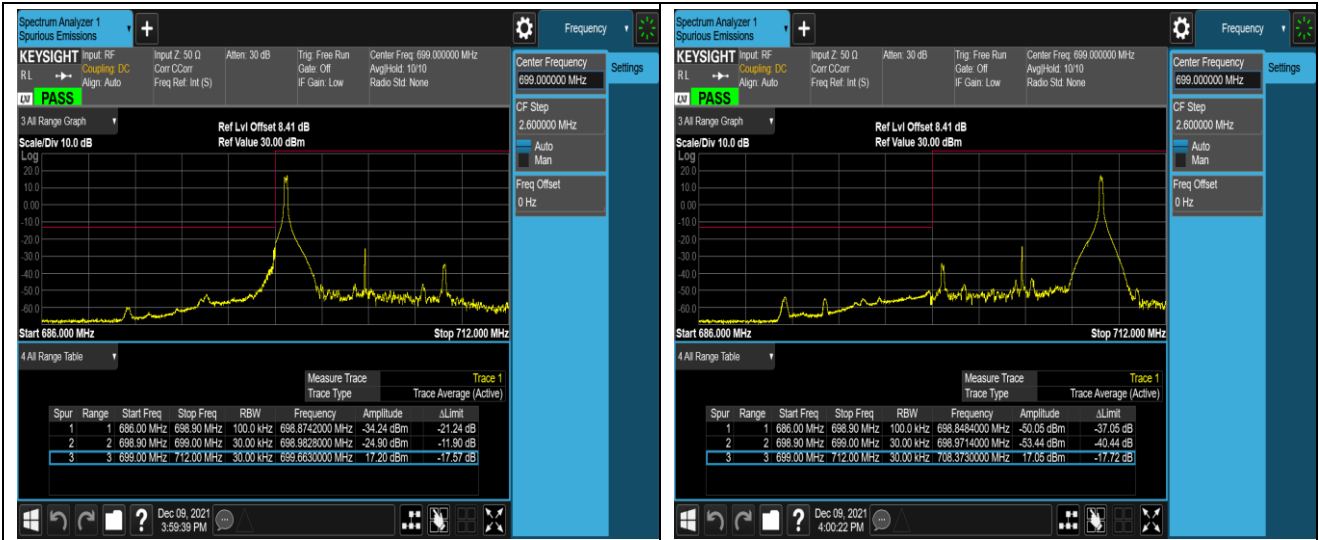 Spectrum Analyzer 1
Spurious Emissions
Frequency
KEYSIGHT Input: RF Input Z: 50 Ω Atten: 30 dB Trig: Free Run Center Freq: 699.000000 MHz
RL Coupling: DC Corr CCorr Gate: Off Avg|Hold: 10/10
Align: Auto Freq Ref: Int (S) IF Gain: Low Radio Std: None
LXI PASS
Center Frequency
699.000000 MHz
Settings
CF Step
2.600000 MHz
Auto
Man
Freq Offset
0 Hz
3 All Range Graph
Ref Lvl Offset 8.41 dB
Scale/Div 10.0 dB Ref Value 30.00 dBm
Log
20.0
10.0
0.00
-10.0
-20.0
-30.0
-40.0
-50.0
-60.0
Start 686.000 MHz Stop 712.000 MHz
4 All Range Table
Measure Trace Trace 1
Trace Type Trace Average (Active)
Spur Range Start Freq Stop Freq RBW Frequency Amplitude ΔLimit
1 1 686.00 MHz 698.90 MHz 100.0 kHz 698.8742000 MHz -34.24 dBm -21.24 dB
2 2 698.90 MHz 699.00 MHz 30.00 kHz 698.9828000 MHz -24.90 dBm -11.90 dB
3 3 699.00 MHz 712.00 MHz 30.00 kHz 699.6630000 MHz 17.20 dBm -17.57 dB
Dec 09, 2021
3:59:39 PM
Spectrum Analyzer 1
Spurious Emissions
Frequency
KEYSIGHT Input: RF Input Z: 50 Ω Atten: 30 dB Trig: Free Run Center Freq: 699.000000 MHz
RL Coupling: DC Corr CCorr Gate: Off Avg|Hold: 10/10
Align: Auto Freq Ref: Int (S) IF Gain: Low Radio Std: None
LXI PASS
Center Frequency
699.000000 MHz
Settings
CF Step
2.600000 MHz
Auto
Man
Freq Offset
0 Hz
3 All Range Graph
Ref Lvl Offset 8.41 dB
Scale/Div 10.0 dB Ref Value 30.00 dBm
Log
20.0
10.0
0.00
-10.0
-20.0
-30.0
-40.0
-50.0
-60.0
Start 686.000 MHz Stop 712.000 MHz
4 All Range Table
Measure Trace Trace 1
Trace Type Trace Average (Active)
Spur Range Start Freq Stop Freq RBW Frequency Amplitude ΔLimit
1 1 686.00 MHz 698.90 MHz 100.0 kHz 698.8484000 MHz -50.05 dBm -37.05 dB
2 2 698.90 MHz 699.00 MHz 30.00 kHz 698.9714000 MHz -53.44 dBm -40.44 dB
3 3 699.00 MHz 712.00 MHz 30.00 kHz 708.3730000 MHz 17.05 dBm -17.72 dB
Dec 09, 2021
4:00:22 PM